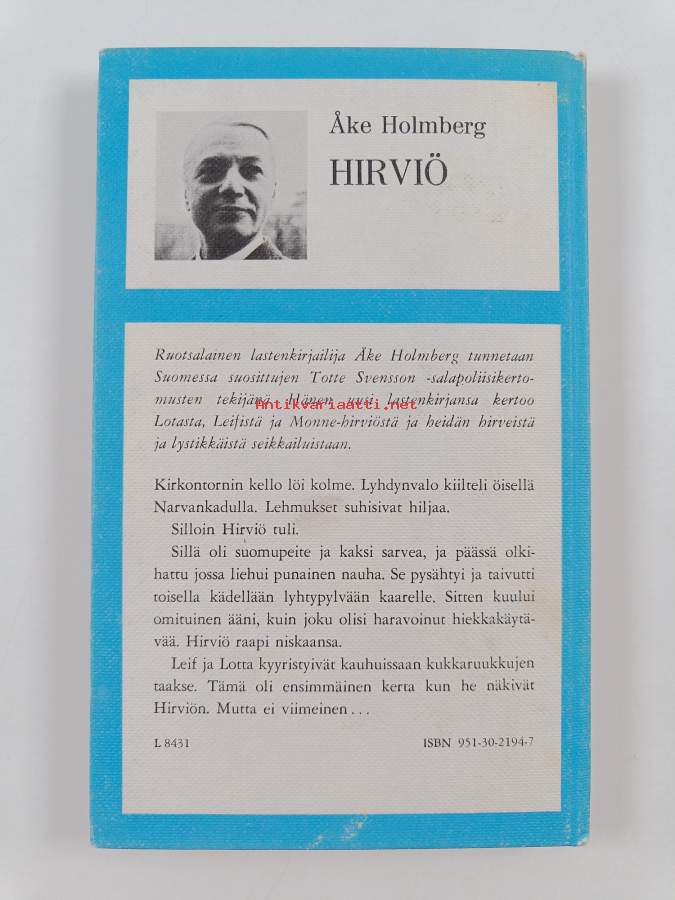 Åke Holmberg
HIRVIÖ
Ruotsalainen lastenkirjailija Åke Holmberg tunnetaan
Suomessa suosittujen Totte Svensson -salapoliisikerto-
musten tekijänä. Hänen uusi lastenkirjansa kertoo
Antikvariaatti.net
Lotasta, Leifistä ja Monne-hirviöstä ja heidän hirveistä
ja lystikkäistä seikkailuistaan.
Kirkontornin kello löi kolme. Lyhdynvalo kiilteli öisellä
Narvankadulla. Lehmukset suhisivat hiljaa.
Silloin Hirviö tuli.
Sillä oli suomupeite ja kaksi sarvea, ja päässä olki-
hattu jossa liehui punainen nauha. Se pysähtyi ja taivutti
toisella kädellään lyhtypylvään kaarelle. Sitten kuului
omituinen ääni, kuin joku olisi haravoinut hiekkakäytä-
vää. Hirviö raapi niskaansa.
Leif ja Lotta kyyristyivät kauhuissaan kukkaruukkujen
taakse. Tämä oli ensimmäinen kerta kun he näkivät
Hirviön. Mutta ei viimeinen...
L 8431 ISBN 951-30-2194-7